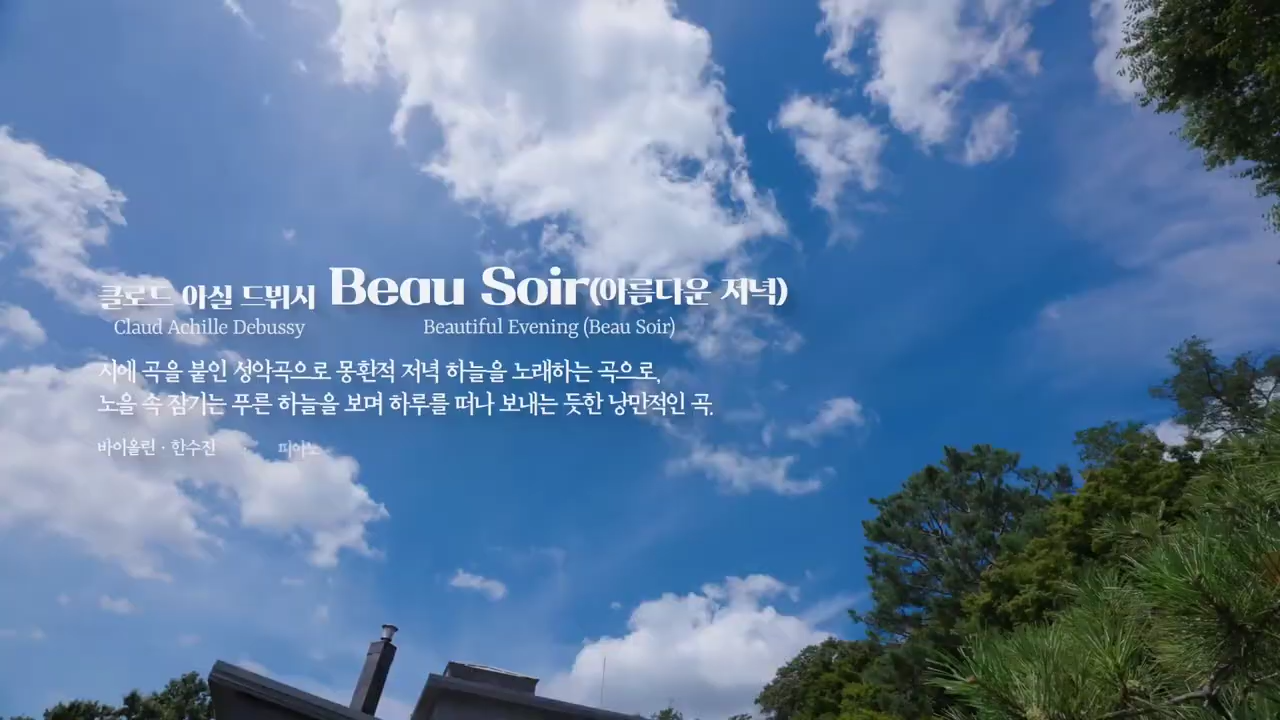 클로드 아실 드뷔시 Beau Soir(아름다운 저녁)
Claud Achille Debussy Beautiful Evening (Beau Soir)
시에 곡을 붙인 성악곡으로 몽환적 저녁 하늘을 노래하는 곡으로,
노을 속 잠기는 푸른 하늘을 보며 하루를 떠나 보내는 듯한 낭만적인 곡.
바이올린 · 한수진 피아노